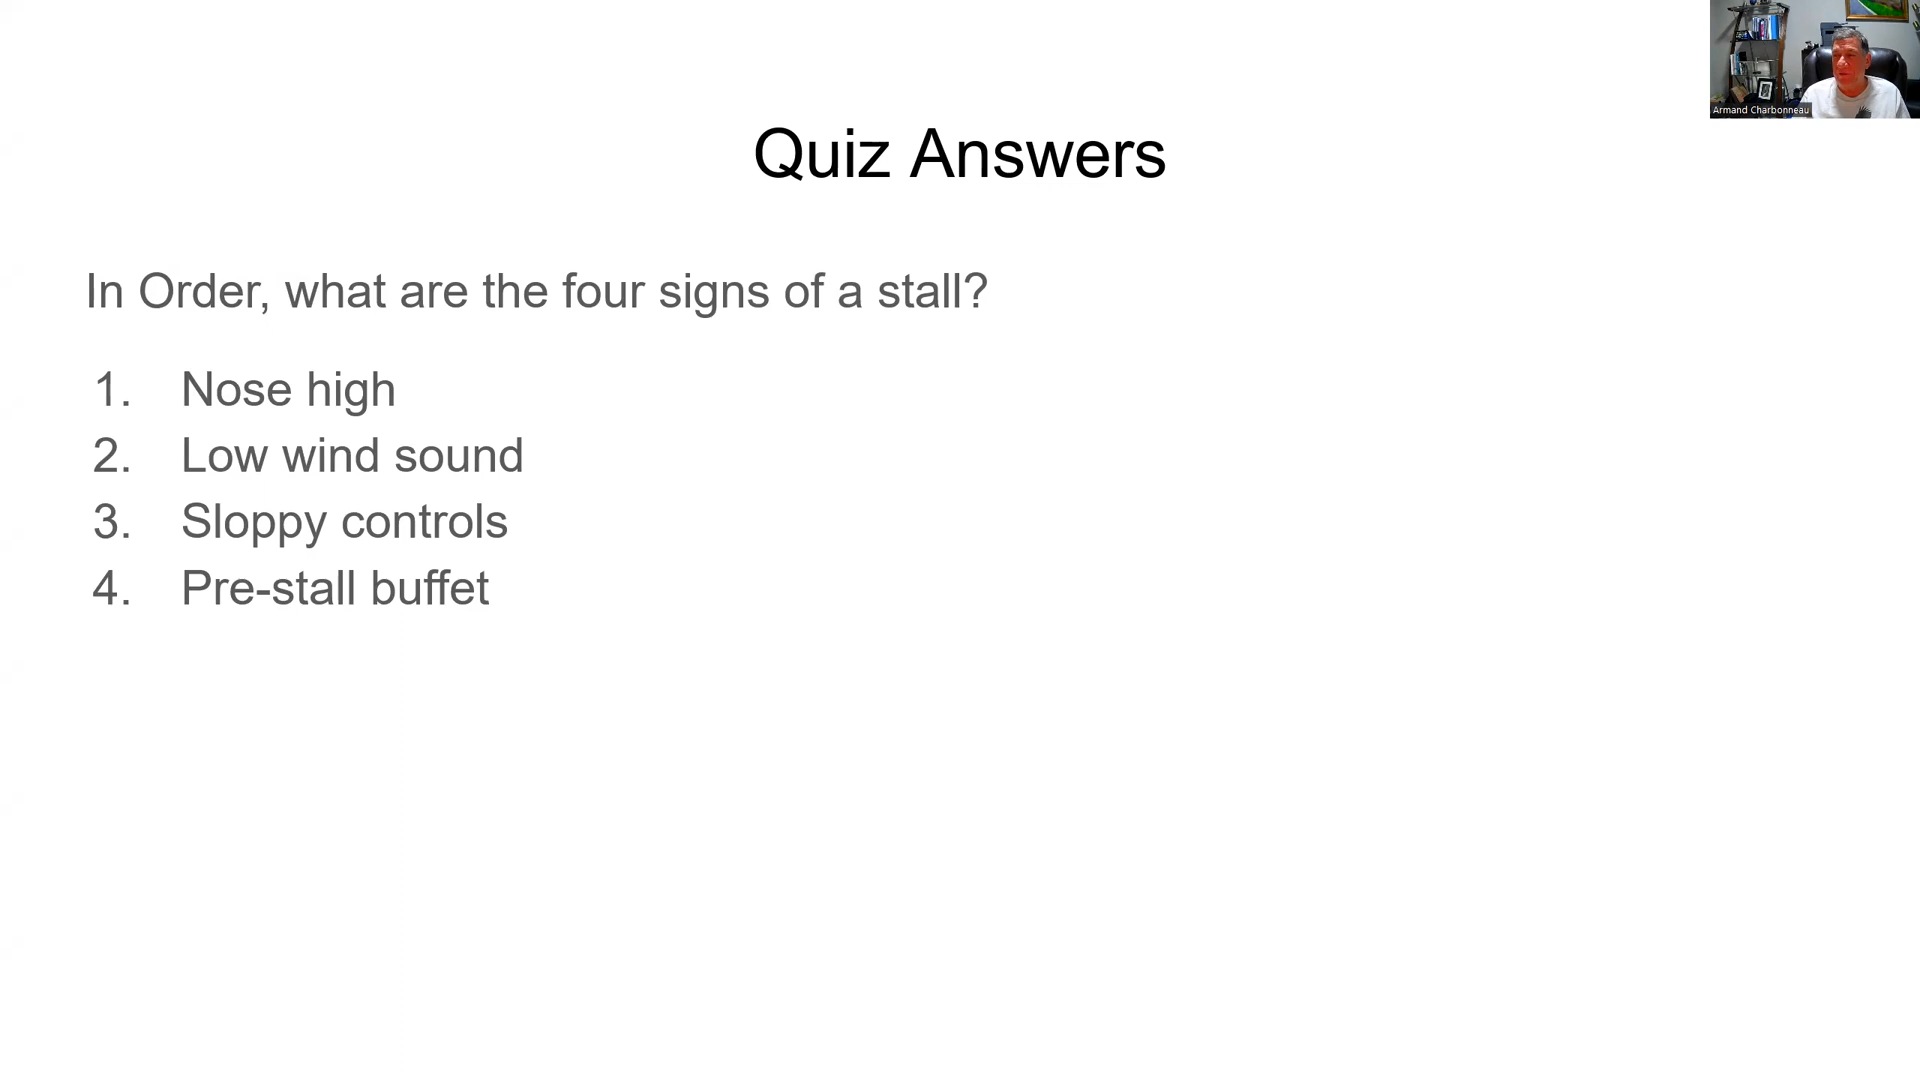 Armand Charbonneau
Quiz Answers
In Order, what are the four signs of a stall?
1. Nose high
2. Low wind sound
3. Sloppy controls
4. Pre-stall buffet